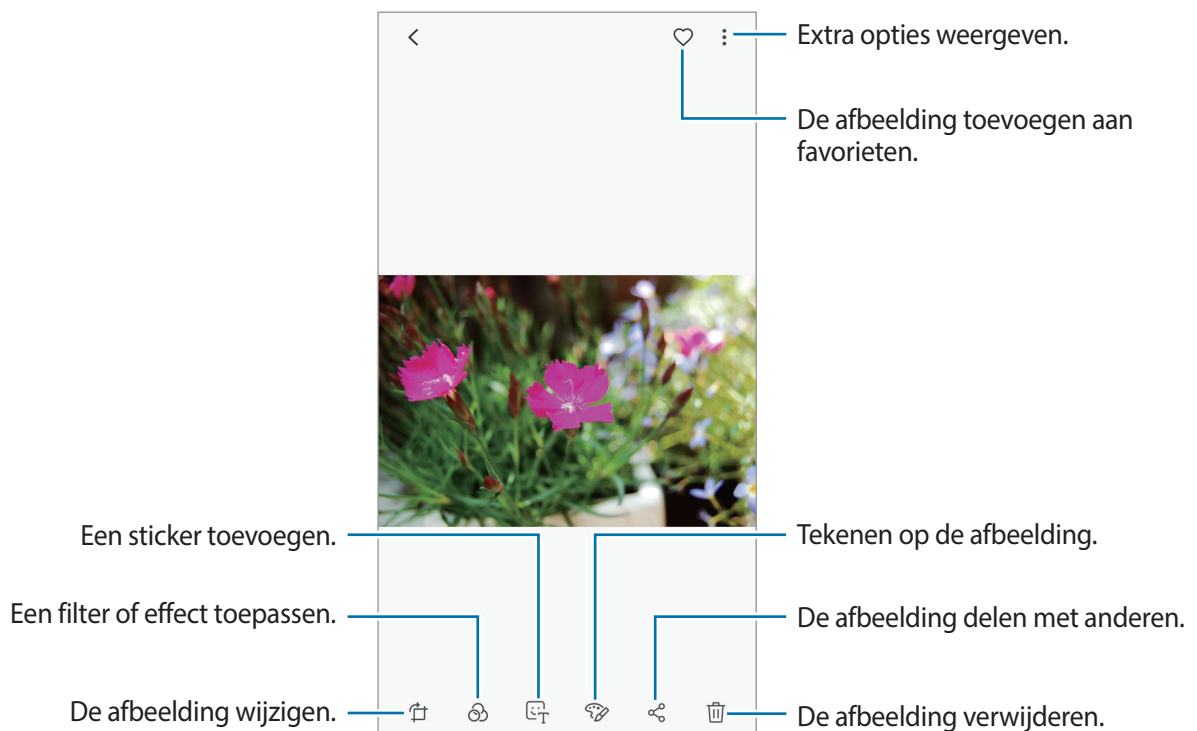 Extra opties weergeven.
De afbeelding toevoegen aan
favorieten.
Een sticker toevoegen.
Tekenen op de afbeelding.
Een filter of effect toepassen.
De afbeelding delen met anderen.
De afbeelding wijzigen.
T
De afbeelding verwijderen.